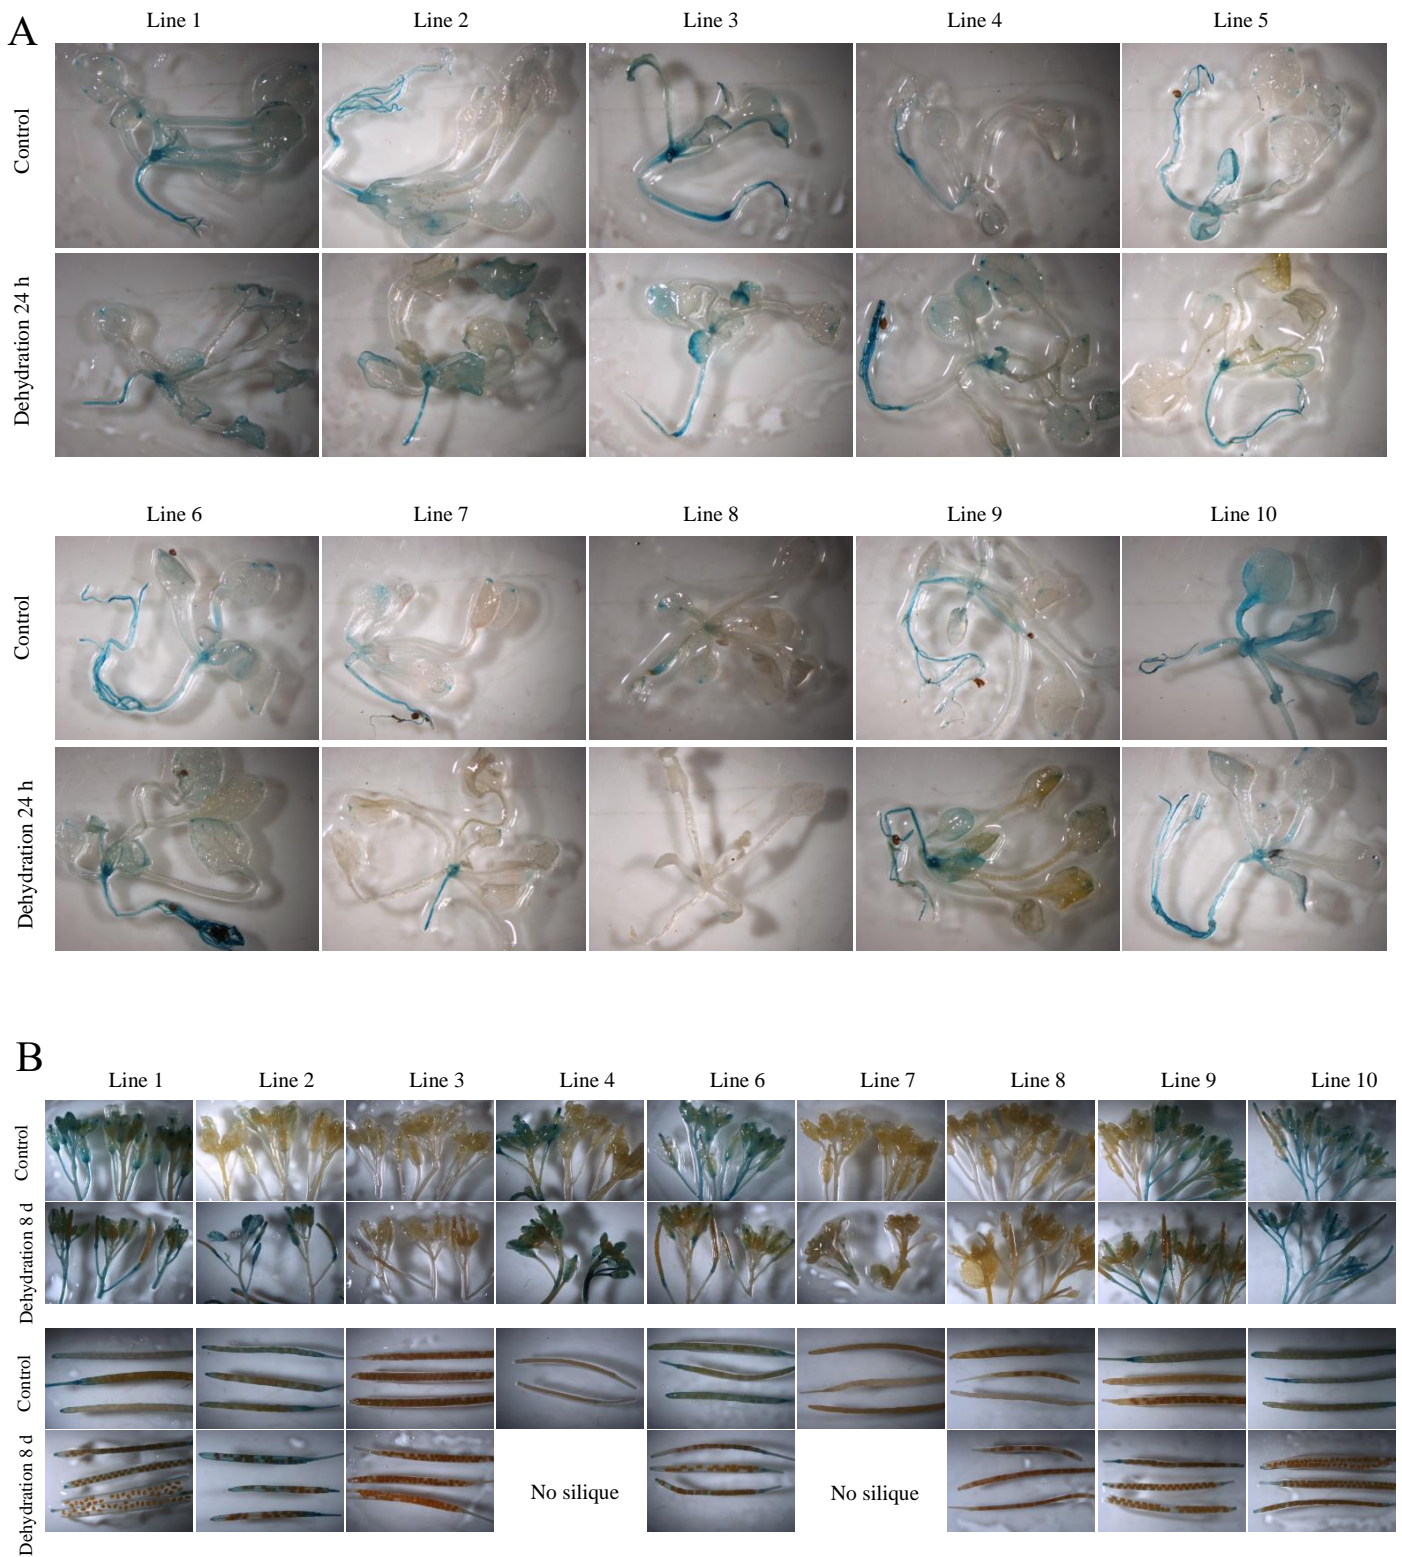 A
Line 1 Line 2 Line 3 Line 4 Line 5
Control
Dehydration 24 h
Line 6 Line 7 Line 8 Line 9 Line 10
Control
Dehydration 24 h
B
Line 1 Line 2 Line 3 Line 4 Line 6 Line 7 Line 8 Line 9 Line 10
Control
Dehydration 8 d
Control
Dehydration 8 d
No silique No silique